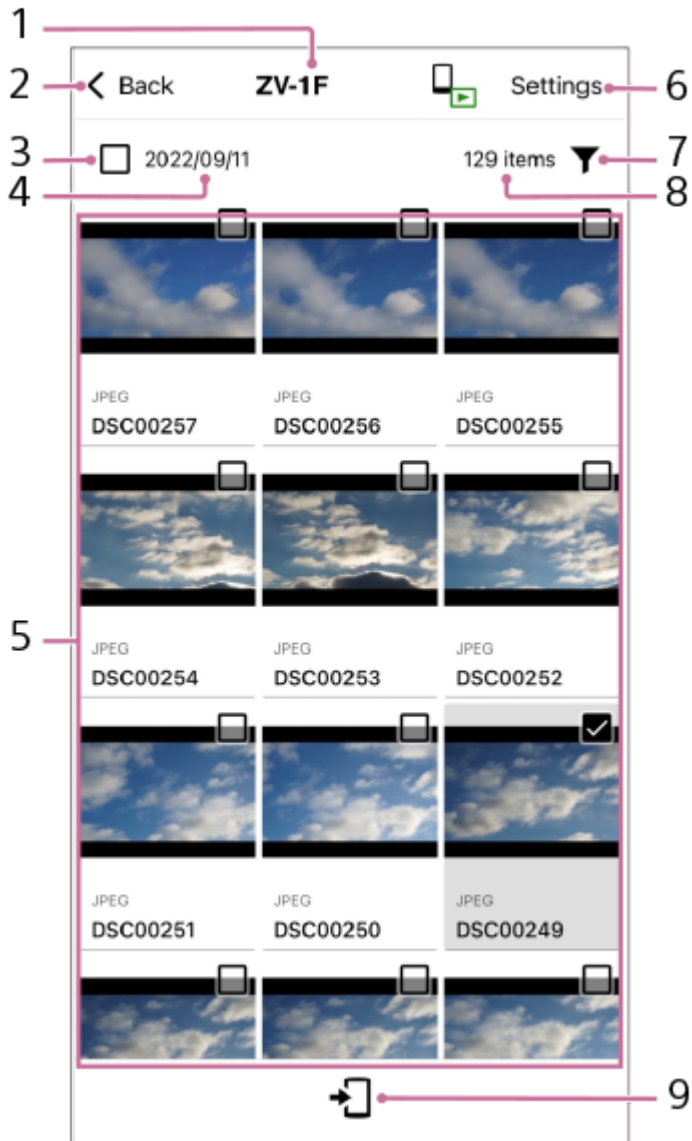 1
2 Back ZV-1F Settings 6
3 2022/09/11 129 items 7
4 8
JPEG JPEG JPEG
DSC00257 DSC00256 DSC00255
5
JPEG JPEG JPEG
DSC00254 DSC00253 DSC00252
JPEG JPEG JPEG
DSC00251 DSC00250 DSC00249
9